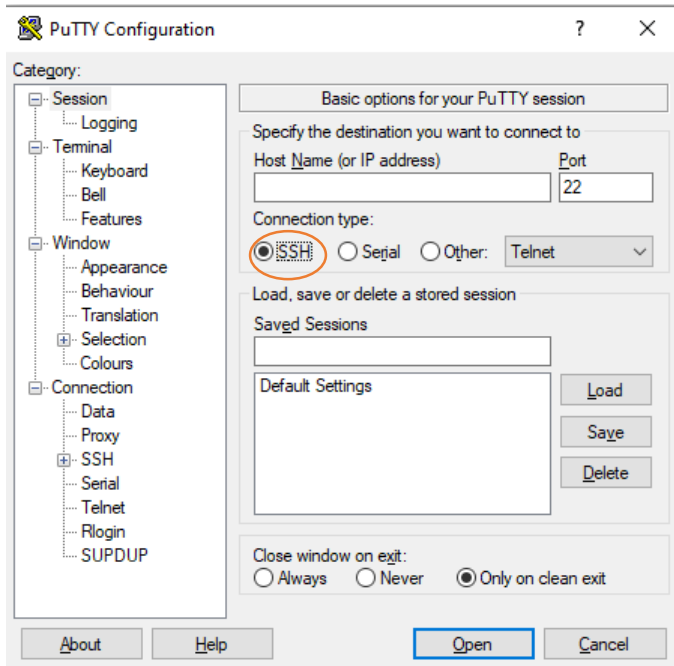 PuTTY Configuration
?
Category:
Session
Logging
Terminal
Keyboard
Bell
Features
Window
Appearance
Behaviour
Translation
Selection
Colours
Connection
Data
Proxy
SSH
Serial
Telnet
Rlogin
SUPDUP
Basic options for your PuTTY session
Specify the destination you want to connect to
Host Name (or IP address) Port
22
Connection type:
SSH Serial Other: Telnet
Load, save or delete a stored session
Saved Sessions
Default Settings
Load
Save
Delete
Close window on exit:
Always Never Only on clean exit
About Help Open Cancel